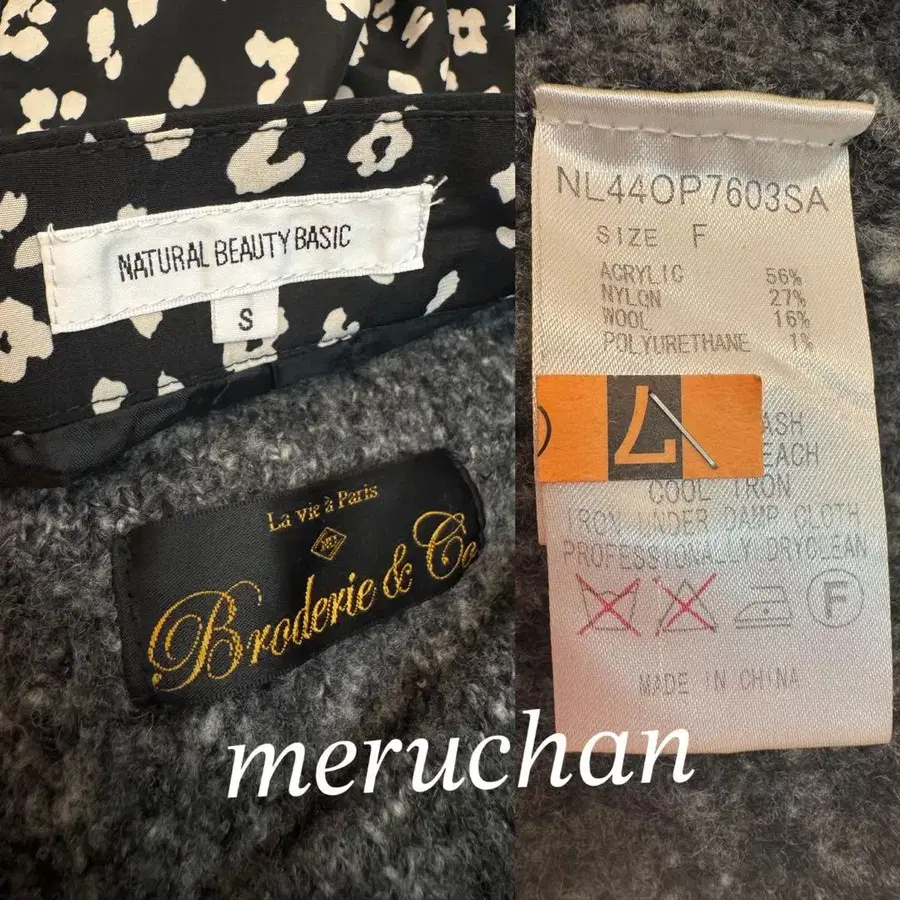 NATURAL BEAUTY BASIC
S
La vie à Paris
Broderie & Co
NL44OP7603SA
SIZE F
ACRYLIC 56%
NYLON 27%
WOOL 16%
POLYURETHANE 1%
COOL IRON
IRON UNDER DAMP CLOTH
PROFESSIONAL DRYCLEAN
F
MADE IN CHINA
meruchan